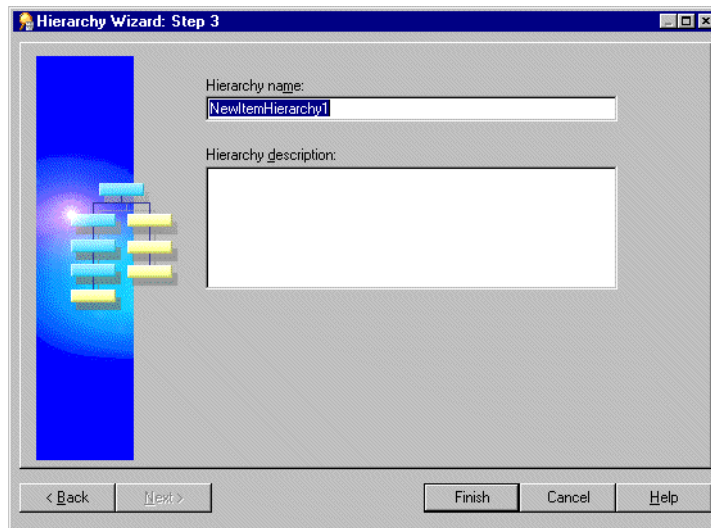 Hierarchy Wizard: Step 3
Hierarchy name:
NewItemHierarchy1
Hierarchy description:
< Back
Next >
Finish
Cancel
Help